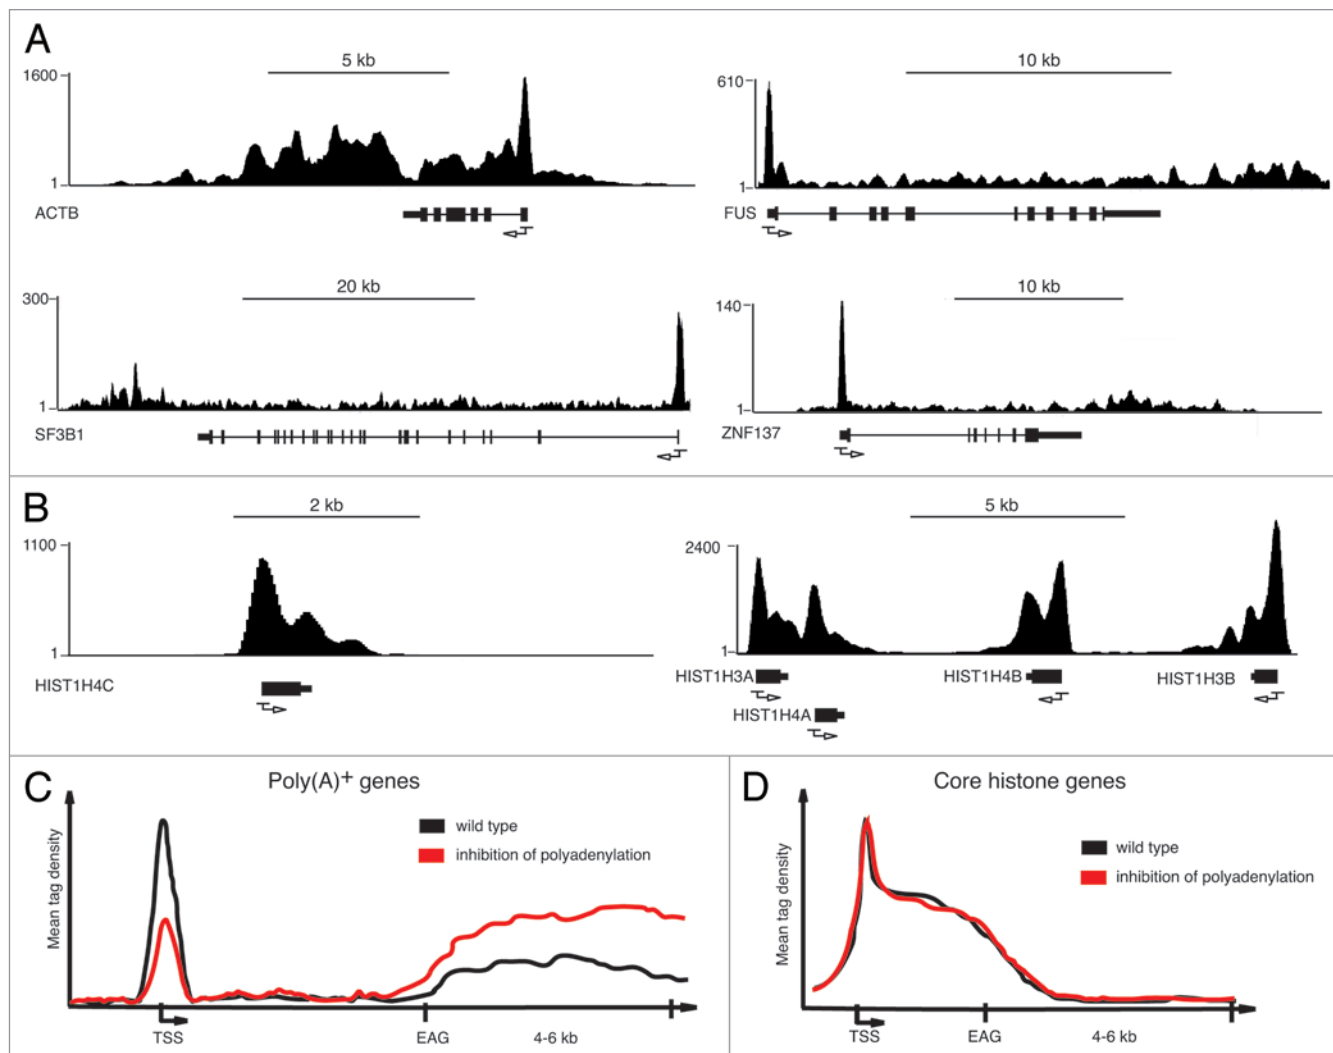 A
5 kb
1600
1
ACTB
10 kb
610
1
FUS
20 kb
300
1
SF3B1
10 kb
140
1
ZNF137
B
2 kb
1100
1
HIST1H4C
5 kb
2400
1
HIST1H3A
HIST1H4A
HIST1H4B
HIST1H3B
C
Poly(A)+ genes
wild type
inhibition of polyadenylation
Mean tag density
TSS
EAG
4-6 kb
D
Core histone genes
wild type
inhibition of polyadenylation
Mean tag density
TSS
EAG
4-6 kb